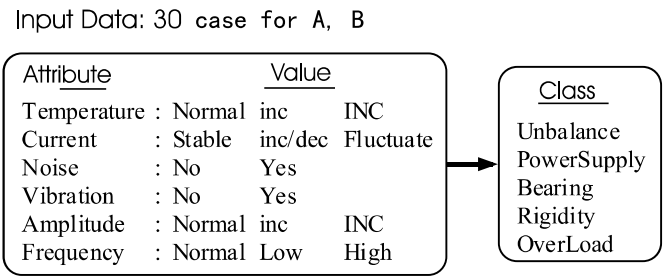 Input Data: 30 case for A, B
Attribute Value
Temperature : Normal inc INC
Current : Stable inc/dec Fluctuate
Noise : No Yes
Vibration : No Yes
Amplitude : Normal inc INC
Frequency : Normal Low High
Class
Unbalance
PowerSupply
Bearing
Rigidity
OverLoad